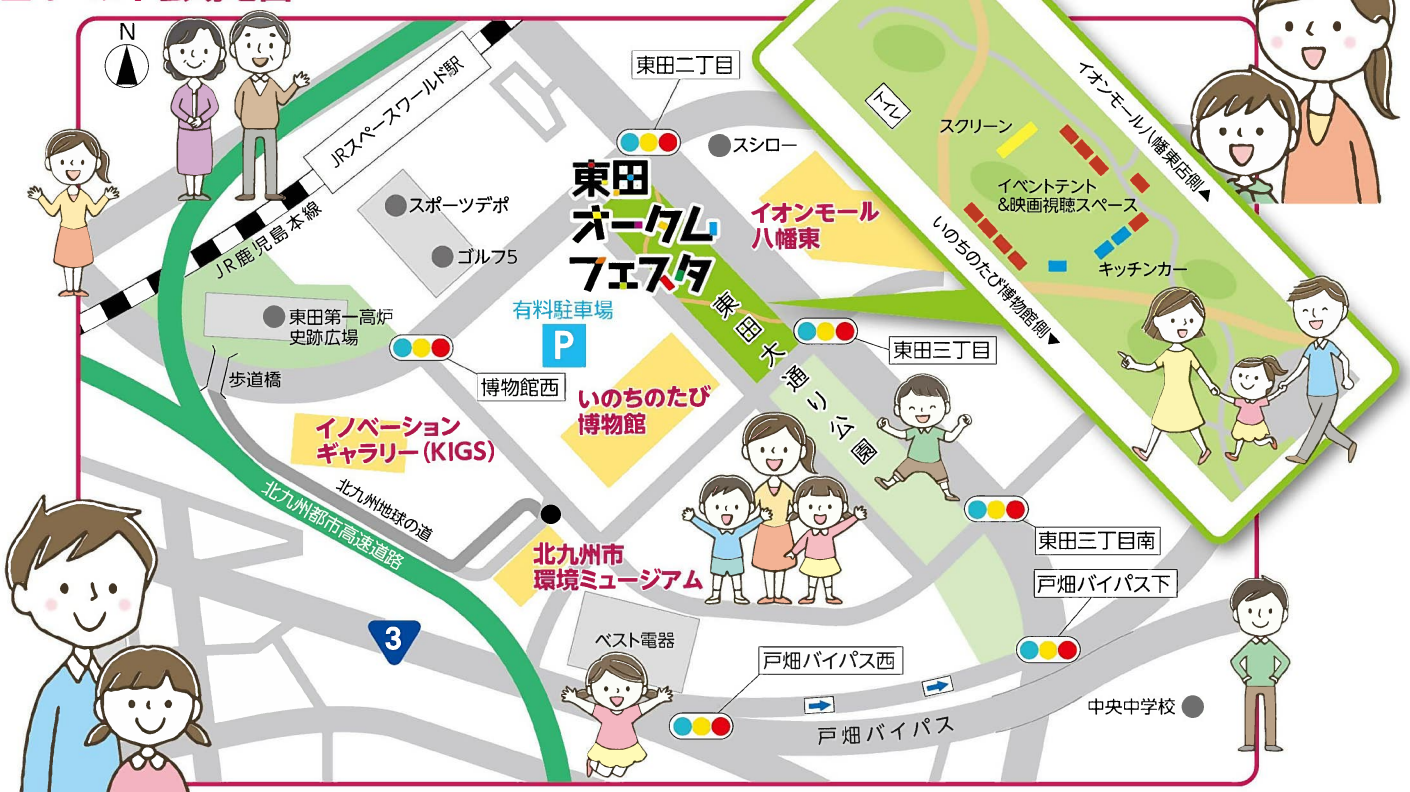 N
JRスペースワールド駅
JR鹿児島本線
東田二丁目
スシロー
東田
オータム
フェスタ
イオンモール
八幡東
スポーツデポ
ゴルフ5
有料駐車場
P
東田第一高炉
史跡広場
歩道橋
博物館西
いのちのたび
博物館
東田大通り公園
東田三丁目
イノベーション
ギャラリー(KIGS)
北九州地球の道
北九州都市高速道路
北九州市
環境ミュージアム
東田三丁目南
戸畑バイパス下
3
ベスト電器
戸畑バイパス西
戸畑バイパス
中央中学校
トイレ
スクリーン
イオンモール八幡東店側▲
イベントテント
&映画視聴スペース
いのちのたび博物館側▼
キッチンカー